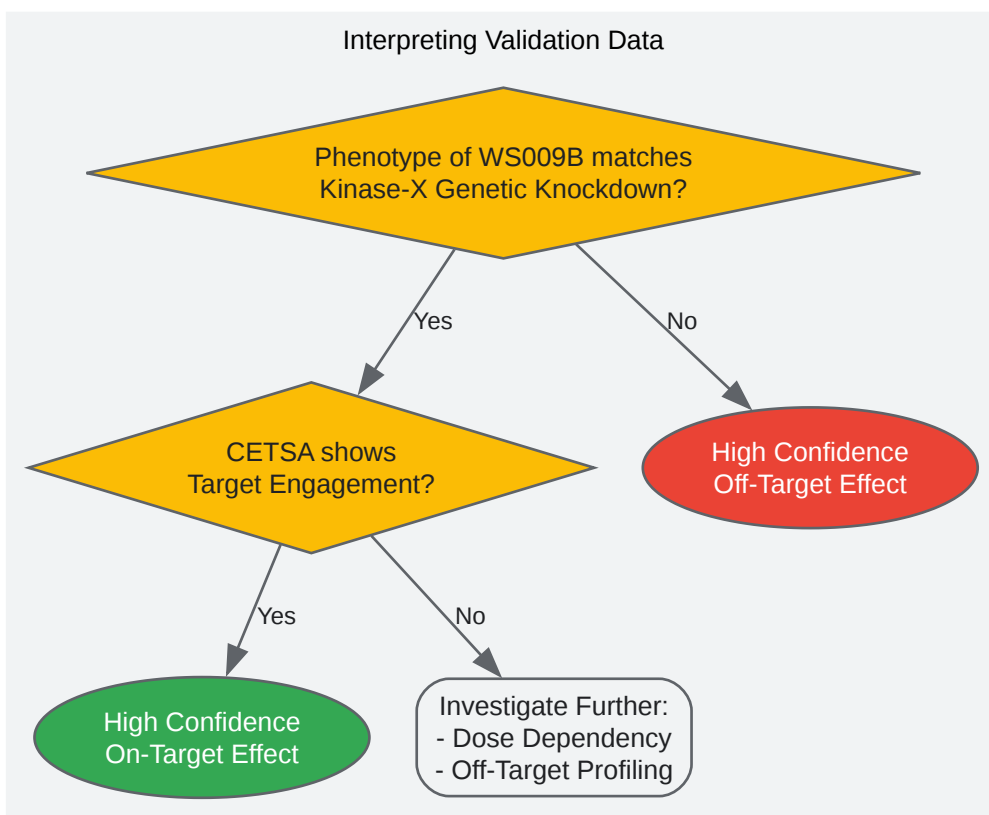 Interpreting Validation Data
Phenotype of WS009B matches
Kinase-X Genetic Knockdown?
Yes
No
CETSA shows
Target Engagement?
High Confidence
Off-Target Effect
Yes
No
High Confidence
On-Target Effect
Investigate Further:
- Dose Dependency
- Off-Target Profiling